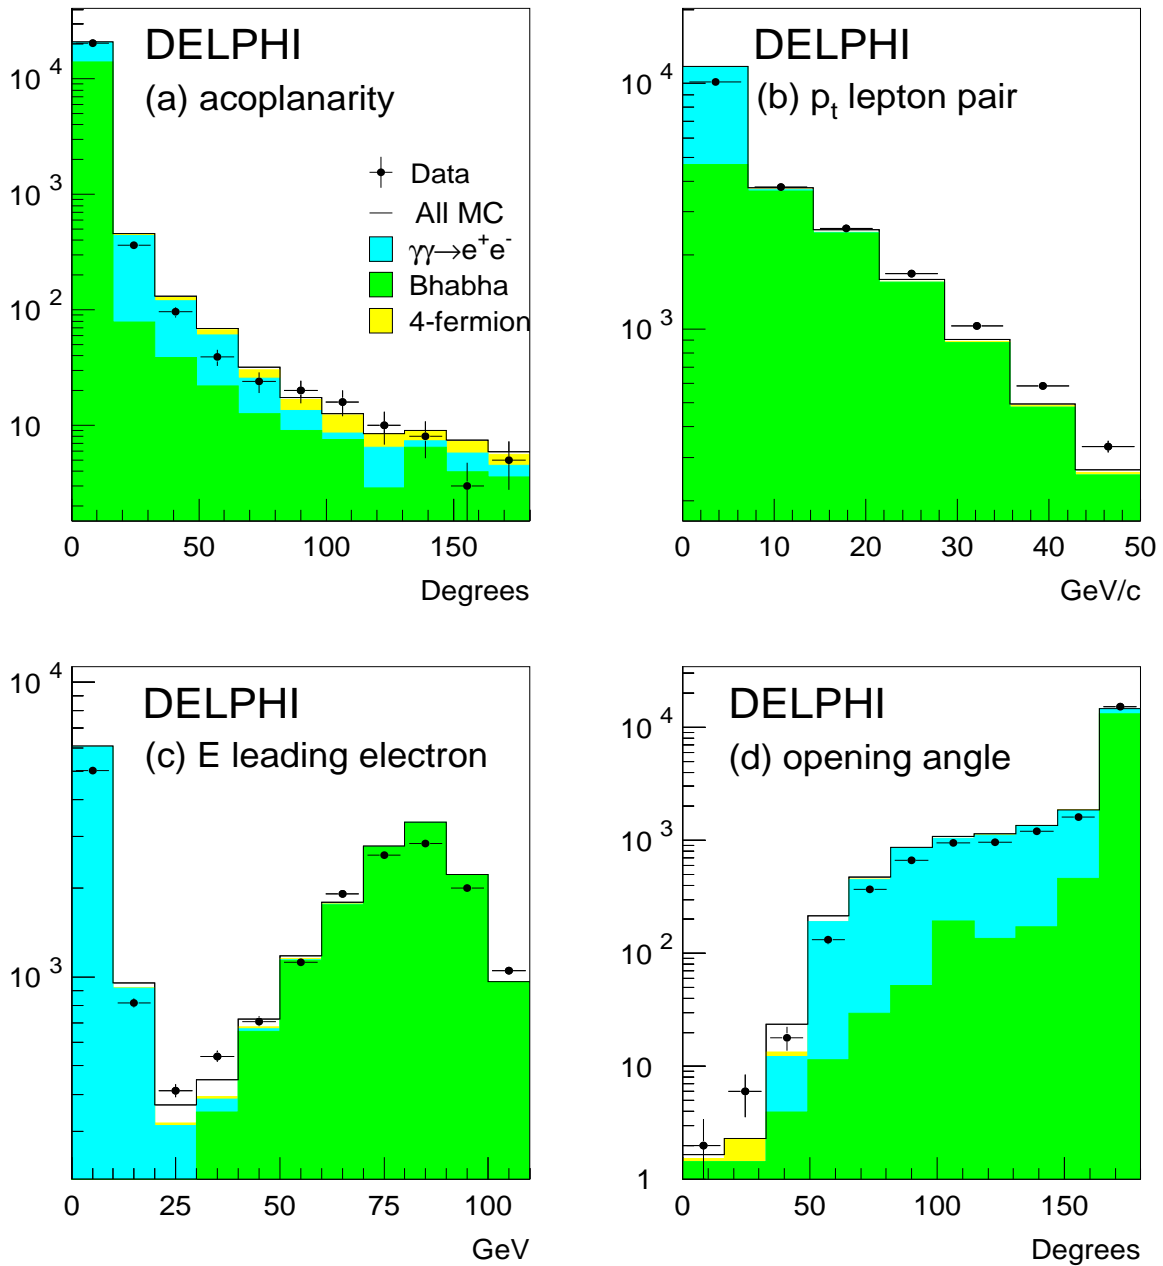 DELPHI
(a) acoplanarity
Data
All MC
γγ→e⁺e⁻
Bhabha
4-fermion
10⁴
10³
10²
10
0 50 100 150
Degrees
DELPHI
(b) pₜ lepton pair
10⁴
10³
0 10 20 30 40 50
GeV/c
DELPHI
(c) E leading electron
10⁴
10³
0 25 50 75 100
GeV
DELPHI
(d) opening angle
10⁴
10³
10²
10
1
0 50 100 150
Degrees